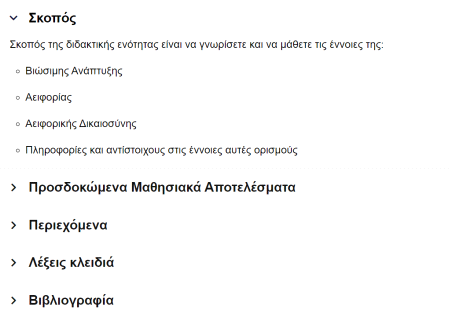 Σκοπός
Σκοπός της διδακτικής ενότητας είναι να γνωρίσετε και να μάθετε τις έννοιες της:
Βιώσιμης Ανάπτυξης
Αειφορίας
Αειφορικής Δικαιοσύνης
Πληροφορίες και αντίστοιχους στις έννοιες αυτές ορισμούς
Προσδοκώμενα Μαθησιακά Αποτελέσματα
Περιεχόμενα
Λέξεις κλειδιά
Βιβλιογραφία